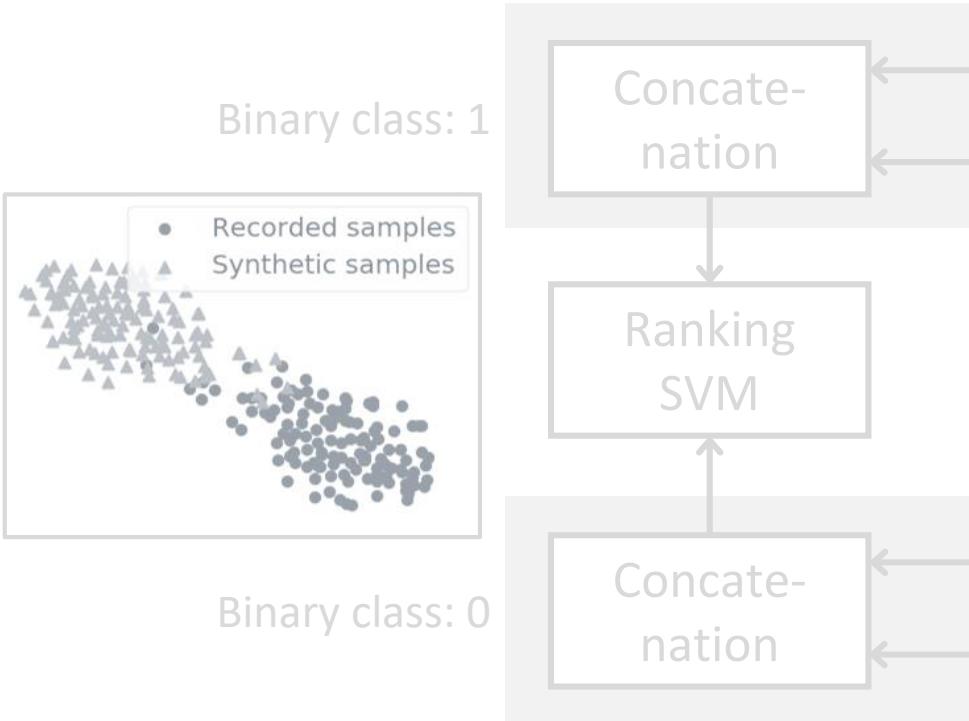 Binary class: 1
Concate-
nation
Recorded samples
Synthetic samples
Ranking
SVM
Binary class: 0
Concate-
nation